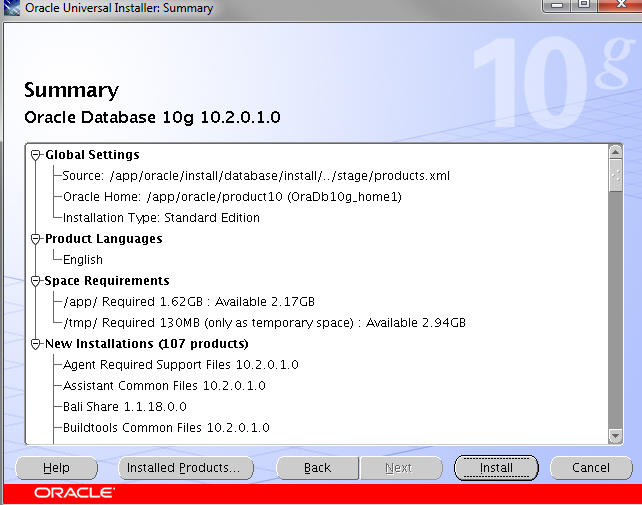 Oracle Universal Installer: Summary
10g
Summary
Oracle Database 10g 10.2.0.1.0
Global Settings
Source: /app/oracle/install/database/install/../stage/products.xml
Oracle Home: /app/oracle/product10 (OraDb10g_home1)
Installation Type: Standard Edition
Product Languages
English
Space Requirements
/app/ Required 1.62GB : Available 2.17GB
/tmp/ Required 130MB (only as temporary space) : Available 2.94GB
New Installations (107 products)
Agent Required Support Files 10.2.0.1.0
Assistant Common Files 10.2.0.1.0
Bali Share 1.1.18.0.0
Buildtools Common Files 10.2.0.1.0
Help Installed Products... Back Next Install Cancel
ORACLE